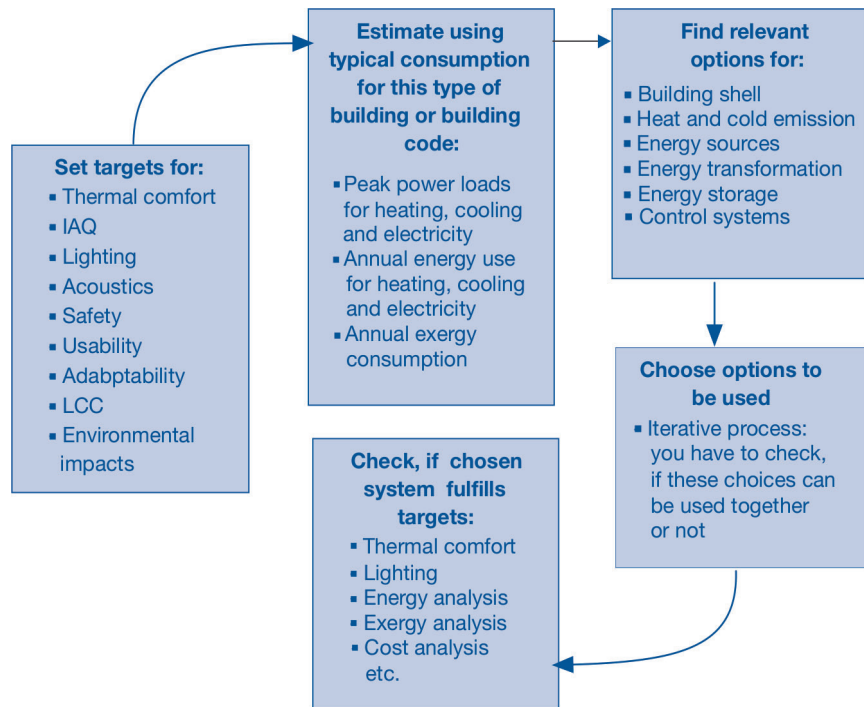 Set targets for:
▪ Thermal comfort
▪ IAQ
▪ Lighting
▪ Acoustics
▪ Safety
▪ Usability
▪ Adabptability
▪ LCC
▪ Environmental
impacts
Estimate using
typical consumption
for this type of
building or building
code:
▪ Peak power loads
for heating, cooling
and electricity
▪ Annual energy use
for heating, cooling
and electricity
▪ Annual exergy
consumption
Find relevant
options for:
▪ Building shell
▪ Heat and cold emission
▪ Energy sources
▪ Energy transformation
▪ Energy storage
▪ Control systems
Choose options to
be used
▪ Iterative process:
you have to check,
if these choices can
be used together
or not
Check, if chosen
system fulfills
targets:
▪ Thermal comfort
▪ Lighting
▪ Energy analysis
▪ Exergy analysis
▪ Cost analysis
etc.